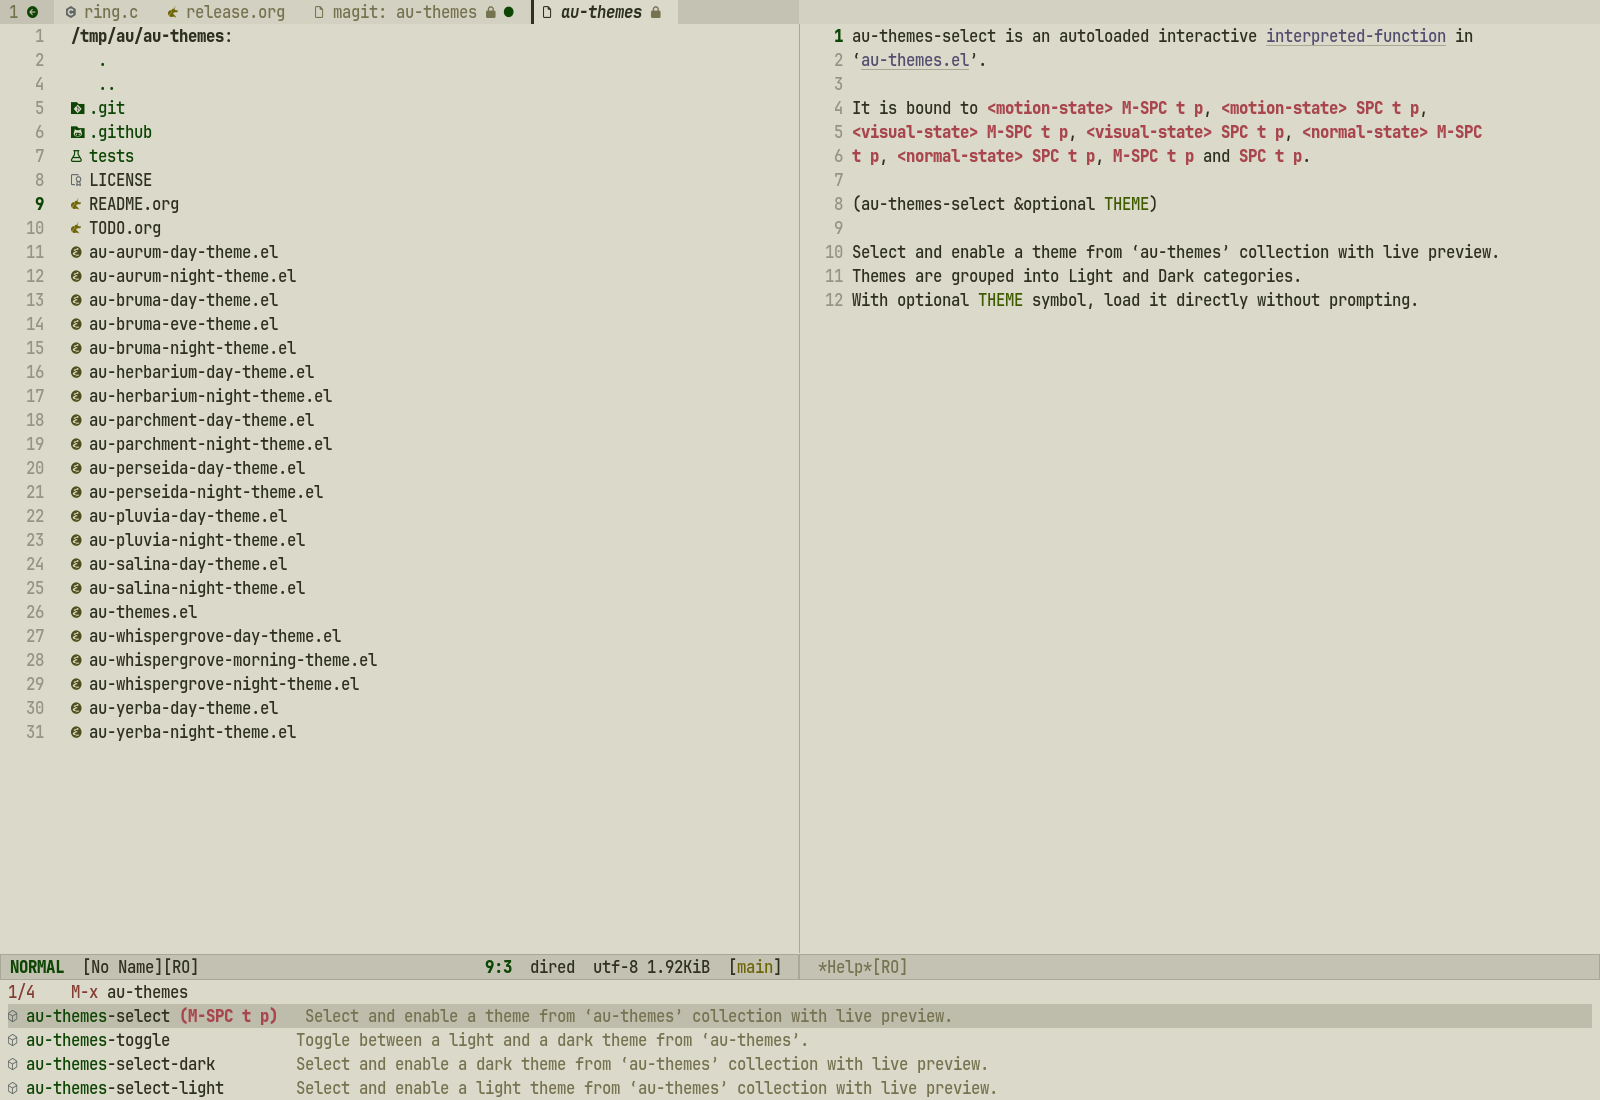 1 ring.c release.org magit: au-themes au-themes
1 /tmp/au/au-themes:
2 .
4 ..
5 .git
6 .github
7 tests
8 LICENSE
9 README.org
10 TODO.org
11 au-aurum-day-theme.el
12 au-aurum-night-theme.el
13 au-bruma-day-theme.el
14 au-bruma-eve-theme.el
15 au-bruma-night-theme.el
16 au-herbarium-day-theme.el
17 au-herbarium-night-theme.el
18 au-parchment-day-theme.el
19 au-parchment-night-theme.el
20 au-perseida-day-theme.el
21 au-perseida-night-theme.el
22 au-pluvia-day-theme.el
23 au-pluvia-night-theme.el
24 au-salina-day-theme.el
25 au-salina-night-theme.el
26 au-themes.el
27 au-whispergrove-day-theme.el
28 au-whispergrove-morning-theme.el
29 au-whispergrove-night-theme.el
30 au-yerba-day-theme.el
31 au-yerba-night-theme.el
1 au-themes-select is an autoloaded interactive interpreted-function in
2 ‘au-themes.el’.
3
4 It is bound to <motion-state> M-SPC t p, <motion-state> SPC t p,
5 <visual-state> M-SPC t p, <visual-state> SPC t p, <normal-state> M-SPC
6 t p, <normal-state> SPC t p, M-SPC t p and SPC t p.
7
8 (au-themes-select &optional THEME)
9
10 Select and enable a theme from ‘au-themes’ collection with live preview.
11 Themes are grouped into Light and Dark categories.
12 With optional THEME symbol, load it directly without prompting.
NORMAL [No Name][RO] 9:3 dired utf-8 1.92KiB [main] *Help*[RO]
1/4 M-x au-themes
au-themes-select (M-SPC t p) Select and enable a theme from ‘au-themes’ collection with live preview.
au-themes-toggle Toggle between a light and a dark theme from ‘au-themes’.
au-themes-select-dark Select and enable a dark theme from ‘au-themes’ collection with live preview.
au-themes-select-light Select and enable a light theme from ‘au-themes’ collection with live preview.